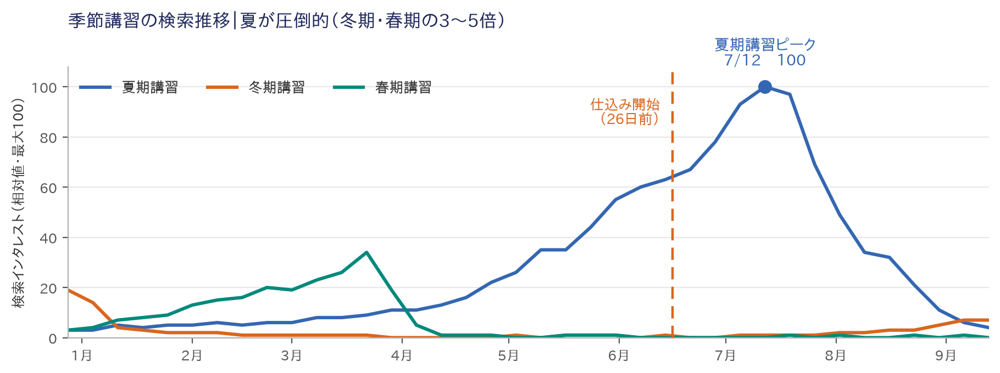 季節講習の検索推移|夏が圧倒的(冬期・春期の3〜5倍)
夏期講習ピーク
7/12 100
夏期講習
冬期講習
春期講習
仕込み開始
(26日前)
検索インタレスト(相対値・最大100)
100
80
60
40
20
0
1月
2月
3月
4月
5月
6月
7月
8月
9月